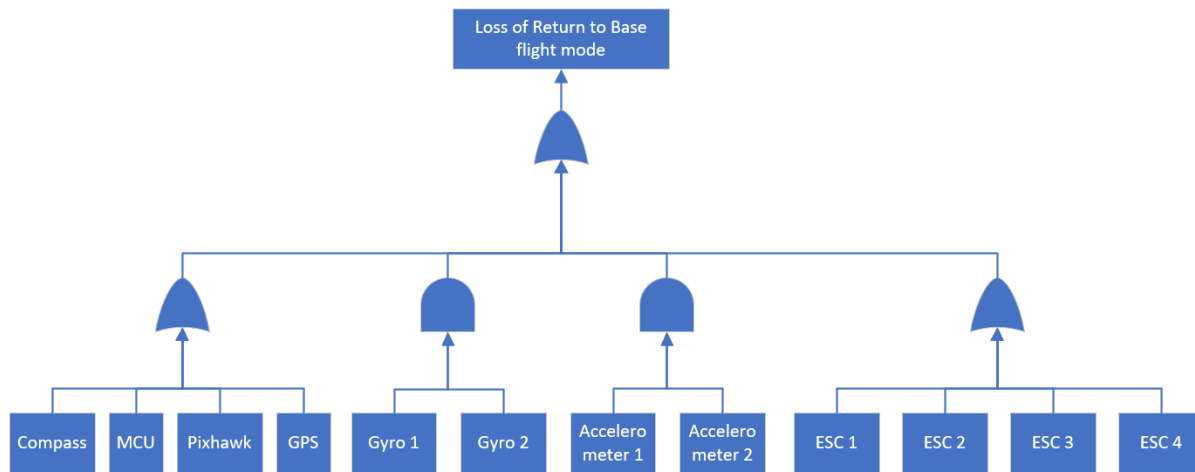 Loss of Return to Base
flight mode
Compass
MCU
Pixhawk
GPS
Gyro 1
Gyro 2
Accelero
meter 1
Accelero
meter 2
ESC 1
ESC 2
ESC 3
ESC 4